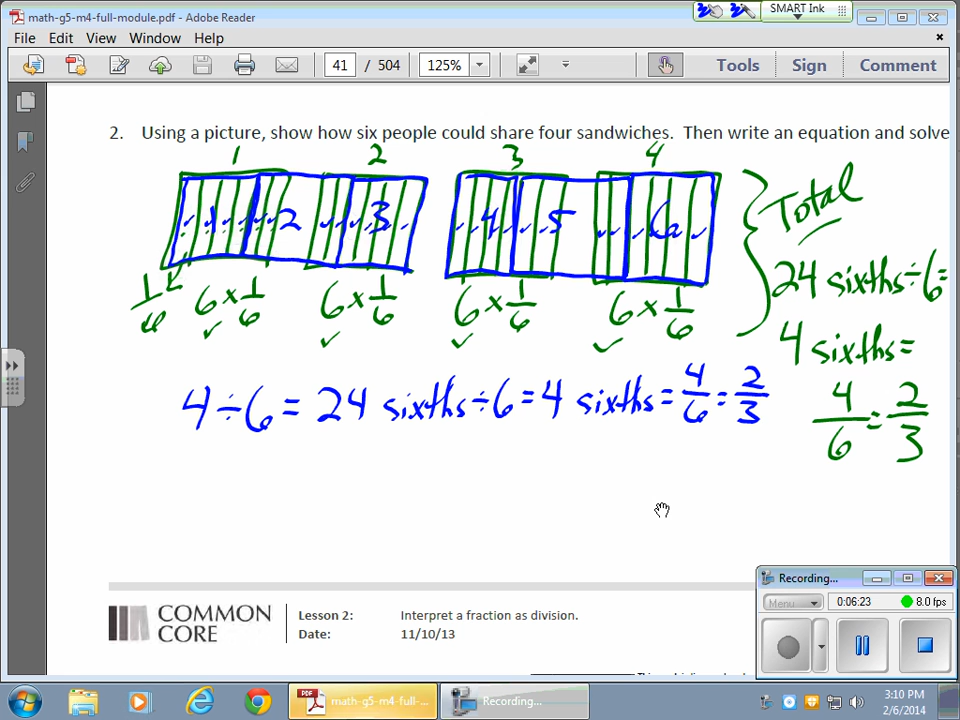 math-g5-m4-full-module.pdf - Adobe Reader
SMART Ink
File Edit View Window Help
41 / 504 125% Tools Sign Comment
2. Using a picture, show how six people could share four sandwiches. Then write an equation and solve
1 2 3 4
1 2 3 4 5 6
Total
1/6 6 × 1/6 6 × 1/6 6 × 1/6 6 × 1/6
24 sixths ÷ 6 =
4 sixths =
4/6 = 2/3
4 ÷ 6 = 24 sixths ÷ 6 = 4 sixths = 4/6 = 2/3
COMMON CORE
Lesson 2: Interpret a fraction as division.
Date: 11/10/13
Recording...
Menu 0:06:23 8.0 fps
math-g5-m4-full-... Recording...
3:10 PM
2/6/2014